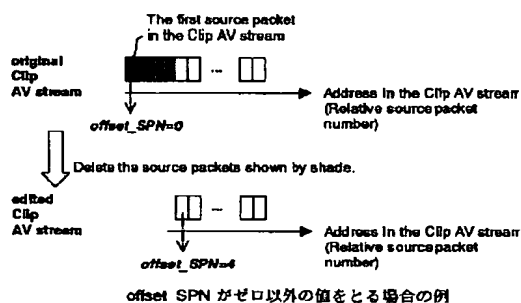 The first source packet
in the Clip AV stream
original
Clip
AV stream
...
Address in the Clip AV stream
(Relative source packet
number)
offset_SPN=0
Delete the source packets shown by shade.
edited
Clip
AV stream
...
Address in the Clip AV stream
(Relative source packet
number)
offset_SPN=4
offset SPN がゼロ以外の値をとる場合の例